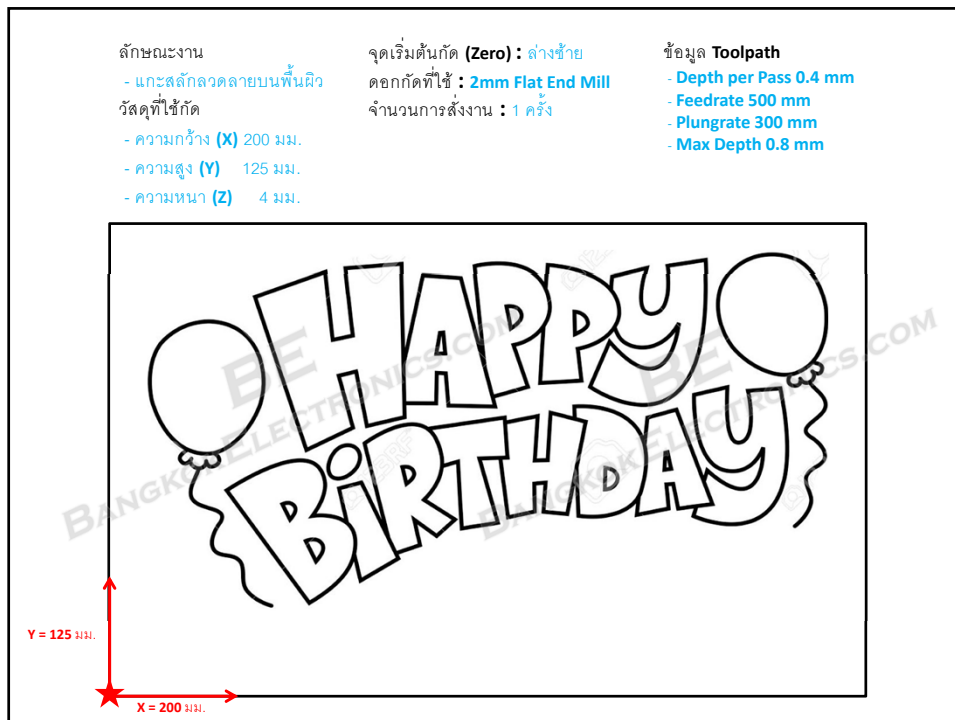 ลักษณะงาน
- แกะสลักลวดลายบนพื้นผิว
วัสดุที่ใช้กัด
- ความกว้าง (X) 200 มม.
- ความสูง (Y) 125 มม.
- ความหนา (Z) 4 มม.
จุดเริ่มต้นกัด (Zero) : ล่างซ้าย
ดอกกัดที่ใช้ : 2mm Flat End Mill
จำนวนการสั่งงาน : 1 ครั้ง
ข้อมูล Toolpath
- Depth per Pass 0.4 mm
- Feedrate 500 mm
- Plungrate 300 mm
- Max Depth 0.8 mm
HAPPY
BiRTHDAY
BE
BANGKOKELECTRONICS.COM
BE
BANGKOKELECTRONICS.COM
Y = 125 มม.
X = 200 มม.